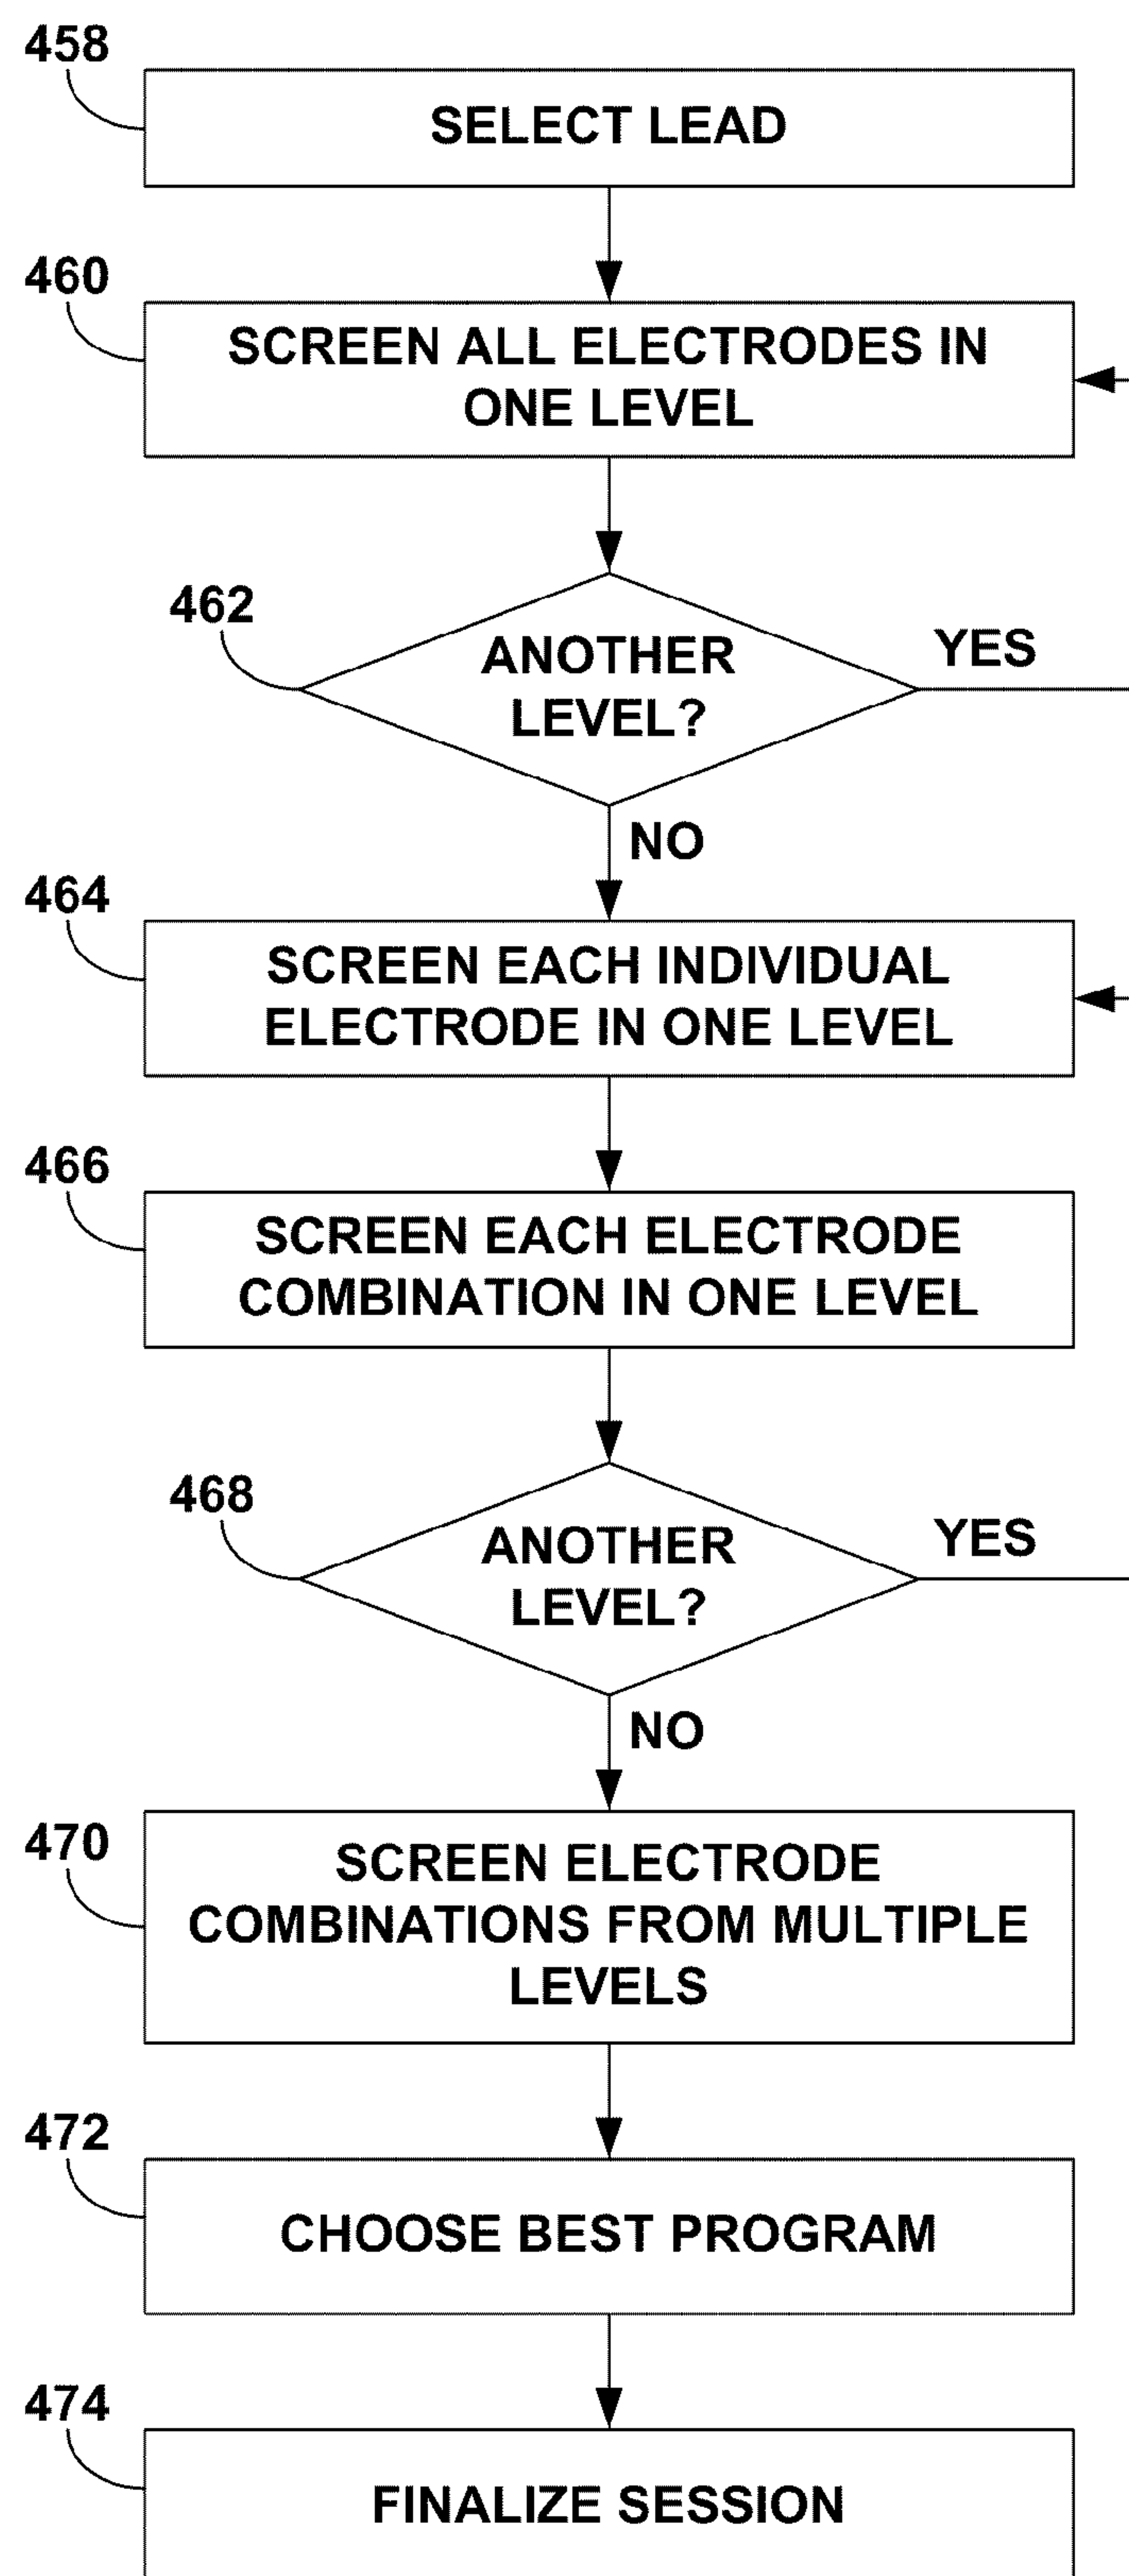 458
SELECT LEAD
460
SCREEN ALL ELECTRODES IN
ONE LEVEL
462
ANOTHER
LEVEL?
YES
NO
464
SCREEN EACH INDIVIDUAL
ELECTRODE IN ONE LEVEL
466
SCREEN EACH ELECTRODE
COMBINATION IN ONE LEVEL
468
ANOTHER
LEVEL?
YES
NO
470
SCREEN ELECTRODE
COMBINATIONS FROM MULTIPLE
LEVELS
472
CHOOSE BEST PROGRAM
474
FINALIZE SESSION